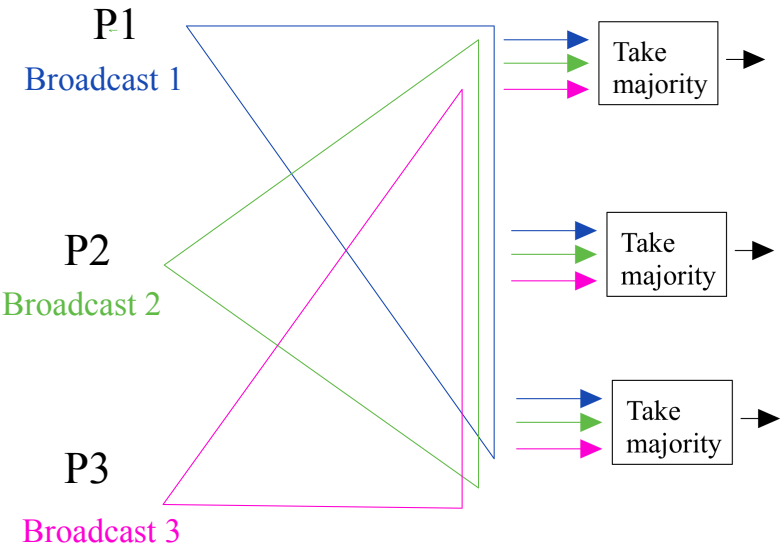 P1
Broadcast 1
Take
majority
P2
Broadcast 2
Take
majority
P3
Broadcast 3
Take
majority